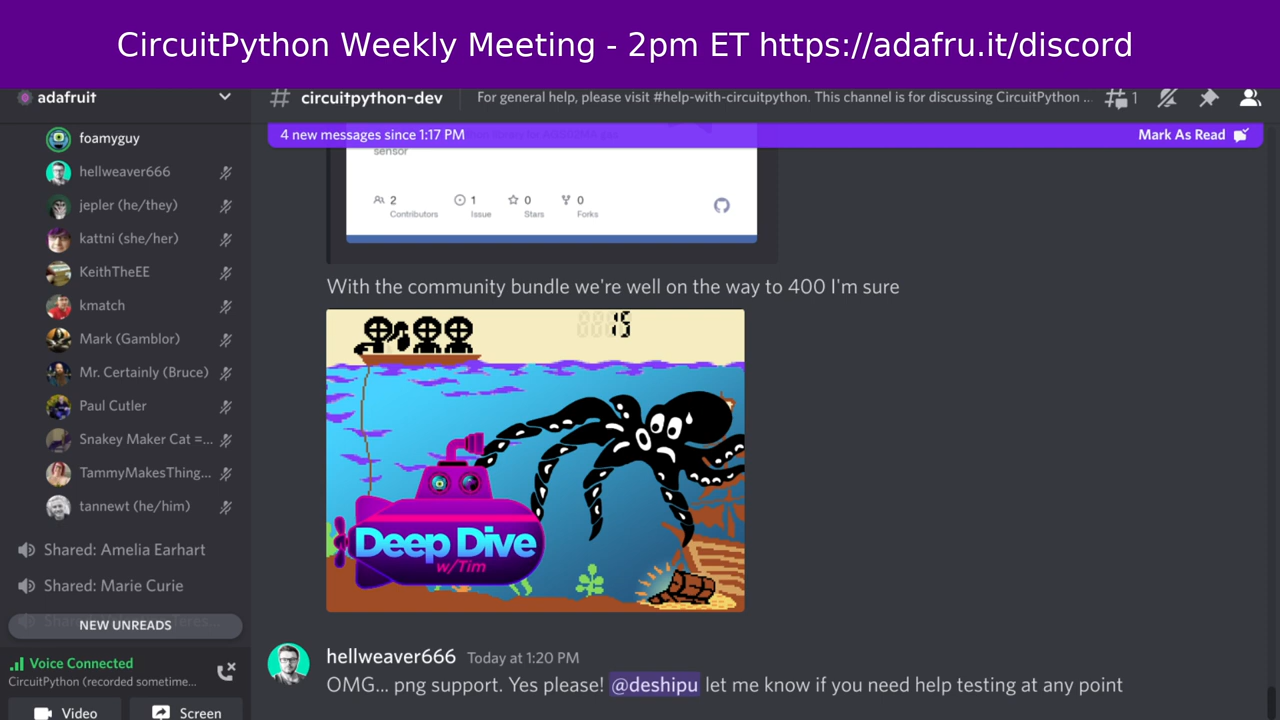 CircuitPython Weekly Meeting - 2pm ET https://adafru.it/discord
adafruit
# circuitpython-dev
For general help, please visit #help-with-circuitpython. This channel is for discussing CircuitPython ...
1
4 new messages since 1:17 PM
Mark As Read
foamyguy
hellweaver666
jepler (he/they)
kattni (she/her)
KeithTheEE
kmatch
Mark (Gamblor)
Mr. Certainly (Bruce)
Paul Cutler
Snakey Maker Cat =...
TammyMakesThing...
tannewt (he/him)
Shared: Amelia Earhart
Shared: Marie Curie
NEW UNREADS
Voice Connected
CircuitPython (recorded sometime...
Video
Screen
sensor
2
Contributors
1
Issue
0
Stars
0
Forks
With the community bundle we're well on the way to 400 I'm sure
15
Deep Dive
w/Tim
hellweaver666 Today at 1:20 PM
OMG... png support. Yes please! @deshipu let me know if you need help testing at any point